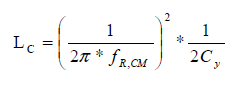 L_C = (1 / (2π * f_{R,CM}))^2 * 1 / (2C_y)